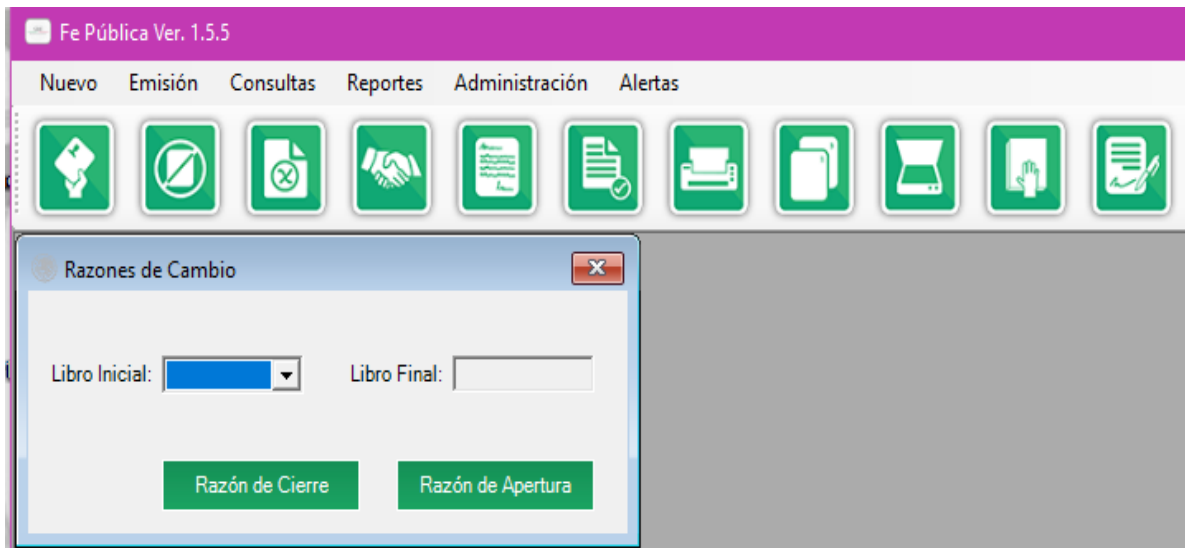 Fe Pública Ver. 1.5.5
Nuevo Emisión Consultas Reportes Administración Alertas
Razones de Cambio
Libro Inicial: Libro Final:
Razón de Cierre Razón de Apertura